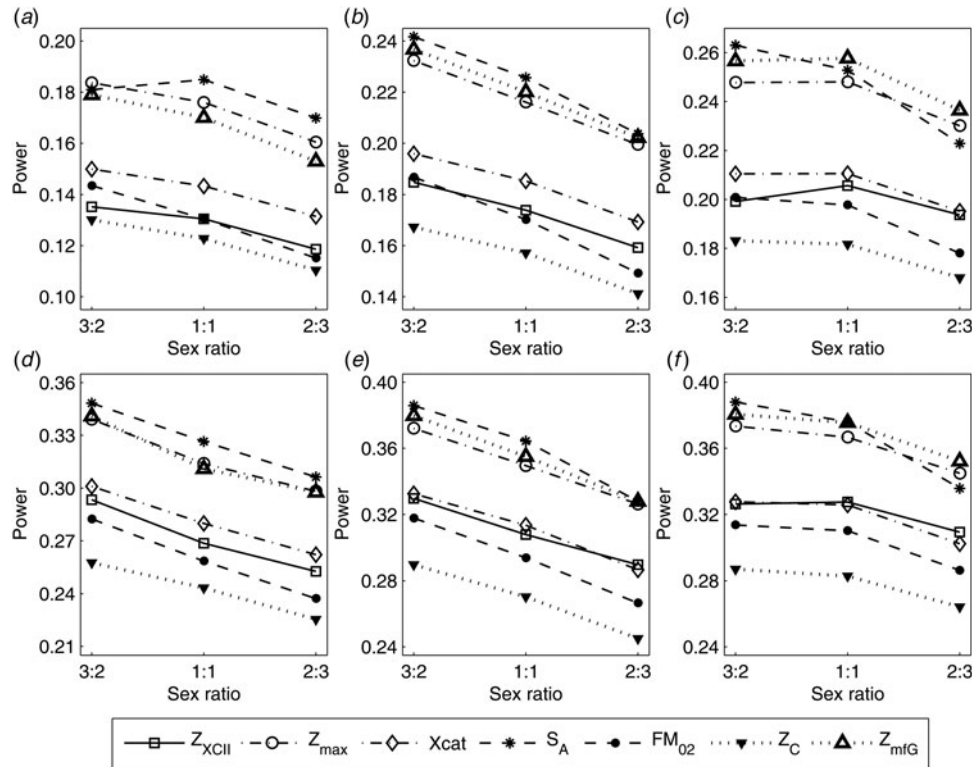 (a) (b) (c)
0.20 0.24 0.26
0.18 0.22 0.24
0.16 0.20 0.22
0.14 0.18 0.20
0.12 0.16 0.18
0.10 0.14 0.16
Power Power Power
3:2 1:1 2:3 3:2 1:1 2:3 3:2 1:1 2:3
Sex ratio Sex ratio Sex ratio
(d) (e) (f)
0.36 0.40 0.40
0.33 0.36 0.36
0.30 0.32 0.32
0.27 0.28 0.28
0.24 0.24 0.24
0.21
Power Power Power
3:2 1:1 2:3 3:2 1:1 2:3 3:2 1:1 2:3
Sex ratio Sex ratio Sex ratio
Z_XCII Z_max Xcat S_A FM_02 Z_C Z_mfG